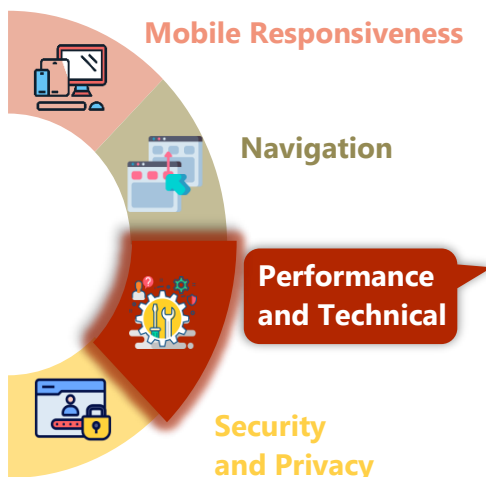 Mobile Responsiveness
Navigation
Performance
and Technical
Security
and Privacy